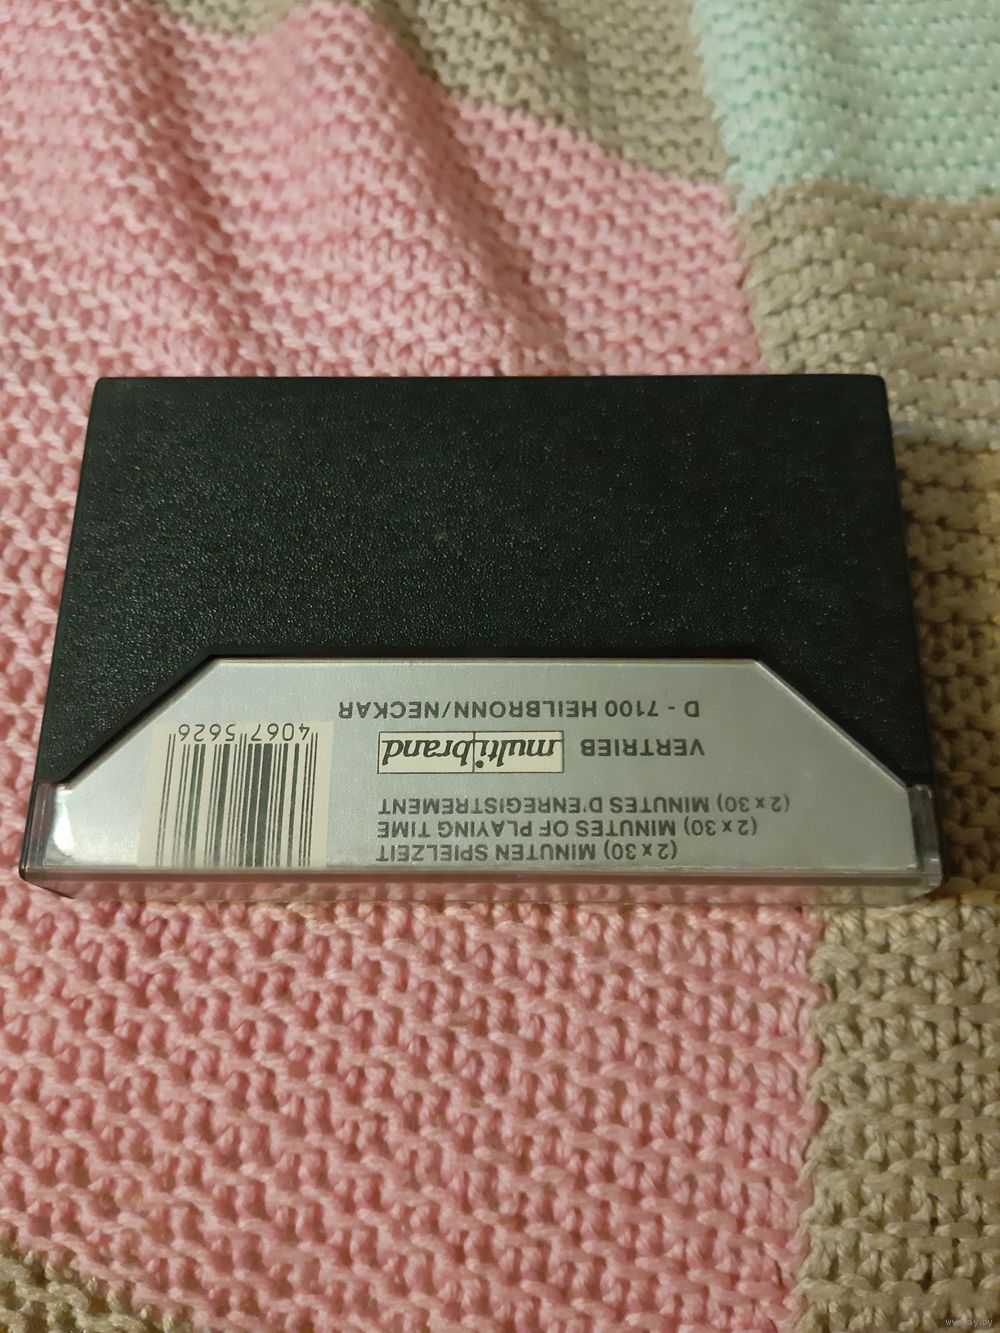 (2 x 30) MINUTEN SPIELZEIT
(2 x 30) MINUTES OF PLAYING TIME
(2 x 30) MINUTES D'ENREGISTREMENT
VERTRIEB multibrand
D - 7100 HEILBRONN/NECKAR
4067 5626